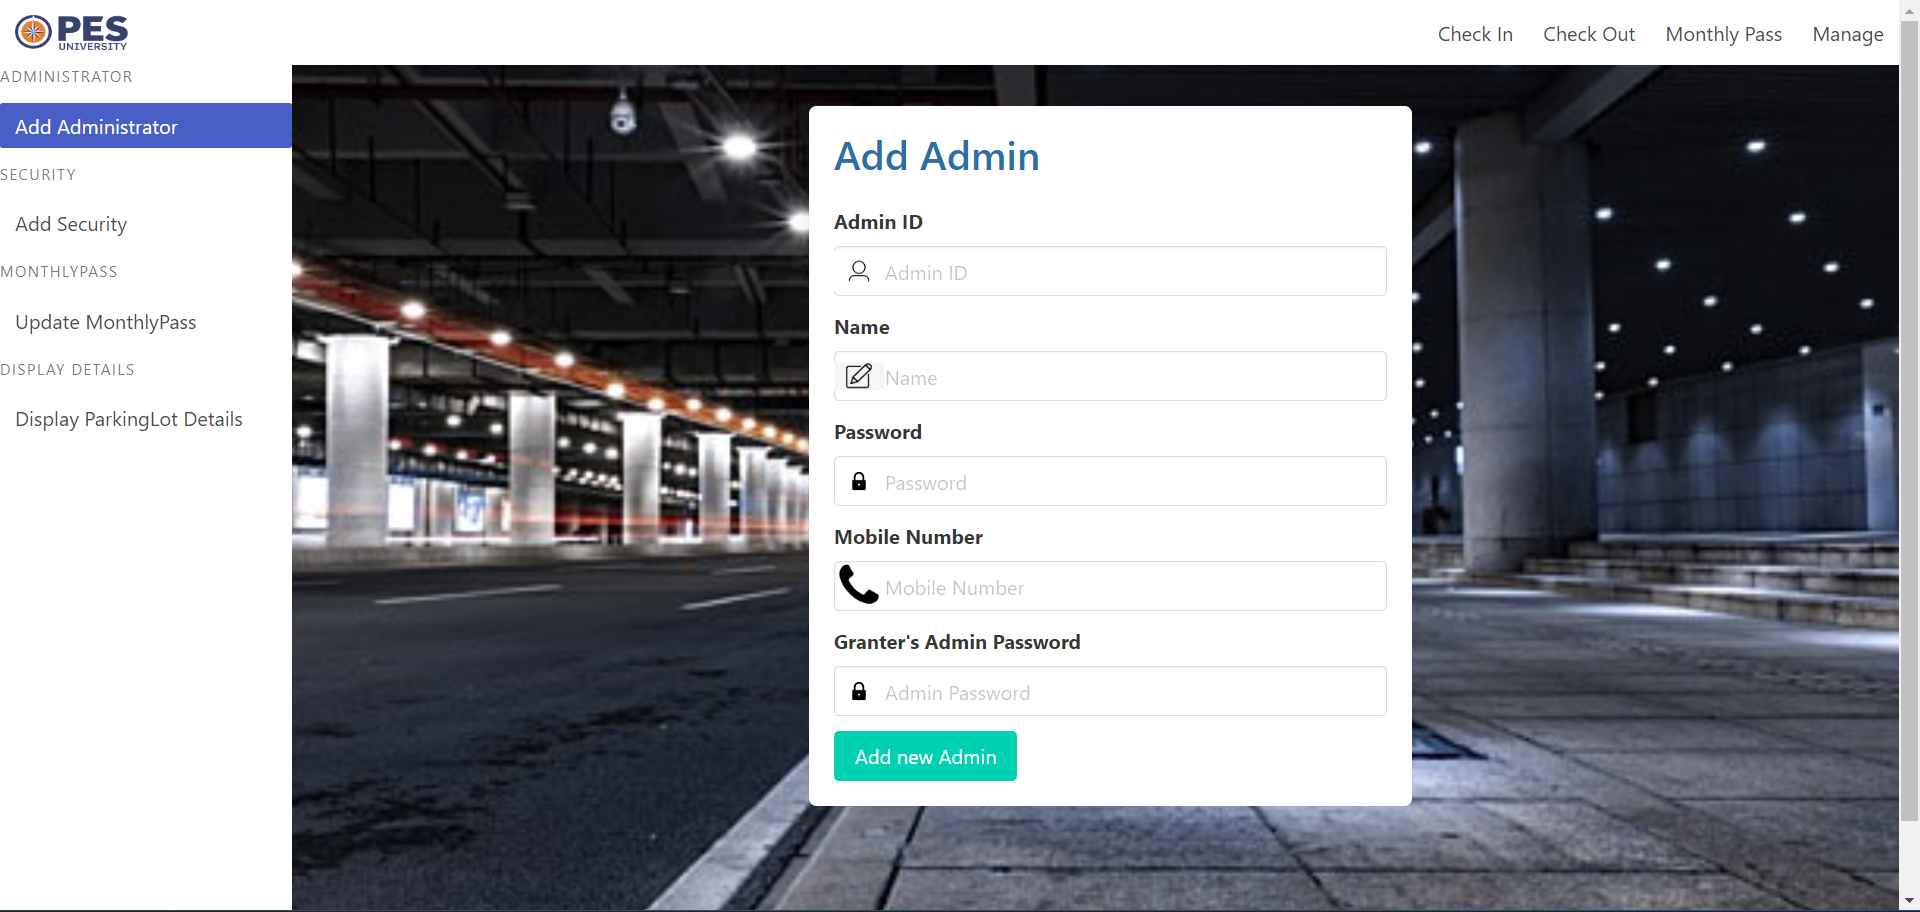 PES
UNIVERSITY
Check In
Check Out
Monthly Pass
Manage
ADMINISTRATOR
Add Administrator
SECURITY
Add Security
MONTHLYPASS
Update MonthlyPass
DISPLAY DETAILS
Display ParkingLot Details
Add Admin
Admin ID
Admin ID
Name
Name
Password
Password
Mobile Number
Mobile Number
Granter's Admin Password
Admin Password
Add new Admin